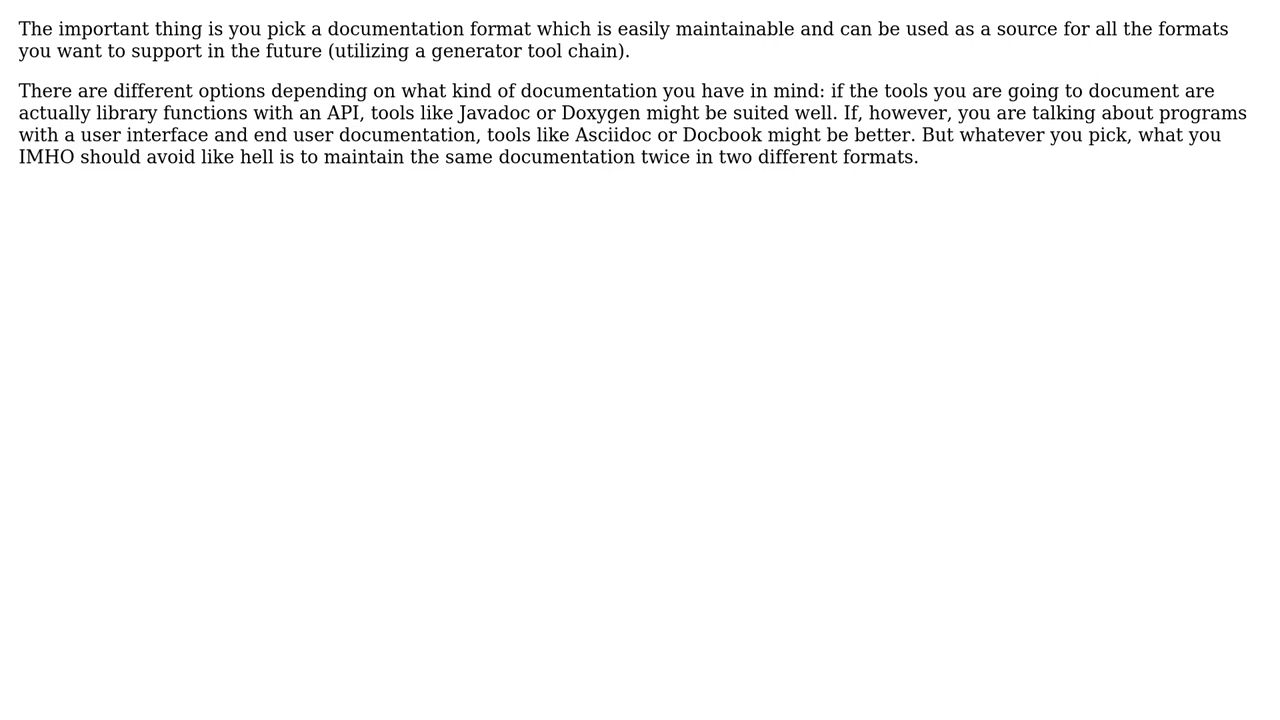 The important thing is you pick a documentation format which is easily maintainable and can be used as a source for all the formats
you want to support in the future (utilizing a generator tool chain).
There are different options depending on what kind of documentation you have in mind: if the tools you are going to document are
actually library functions with an API, tools like Javadoc or Doxygen might be suited well. If, however, you are talking about programs
with a user interface and end user documentation, tools like Asciidoc or Docbook might be better. But whatever you pick, what you
IMHO should avoid like hell is to maintain the same documentation twice in two different formats.